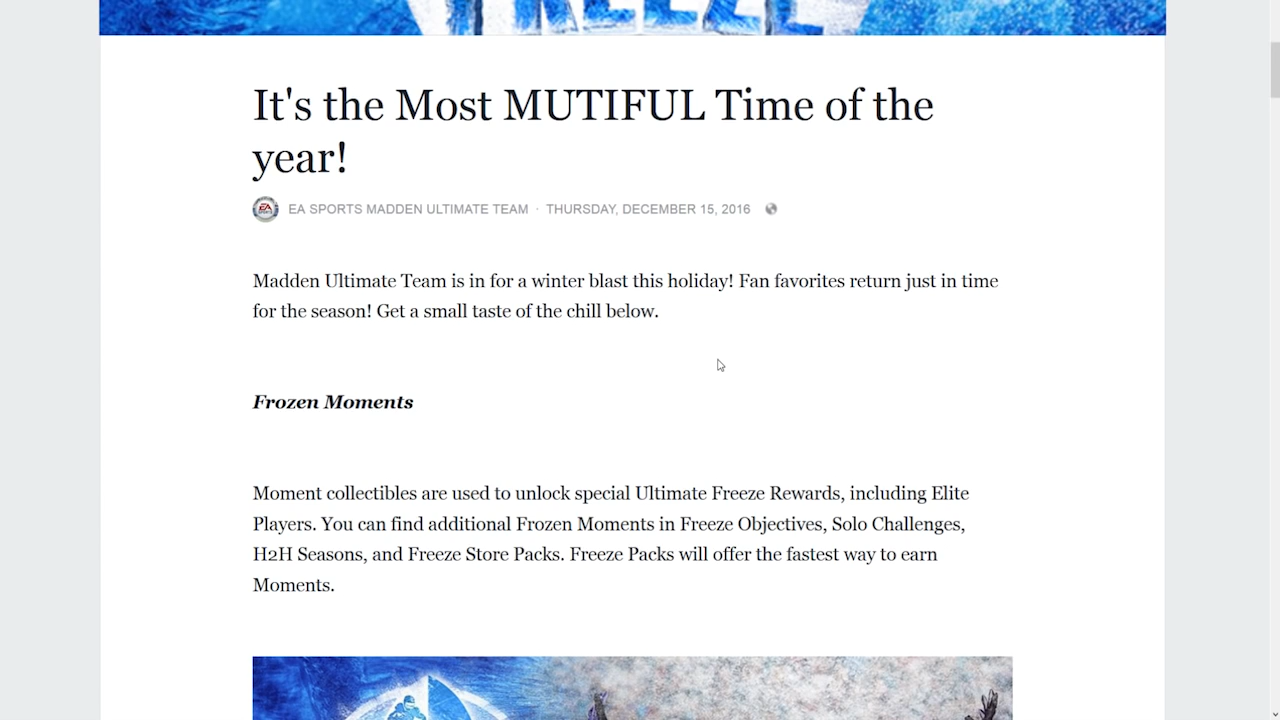 FREEZE
It's the Most MUTIFUL Time of the
year!
EA SPORTS MADDEN ULTIMATE TEAM · THURSDAY, DECEMBER 15, 2016
Madden Ultimate Team is in for a winter blast this holiday! Fan favorites return just in time
for the season! Get a small taste of the chill below.
Frozen Moments
Moment collectibles are used to unlock special Ultimate Freeze Rewards, including Elite
Players. You can find additional Frozen Moments in Freeze Objectives, Solo Challenges,
H2H Seasons, and Freeze Store Packs. Freeze Packs will offer the fastest way to earn
Moments.